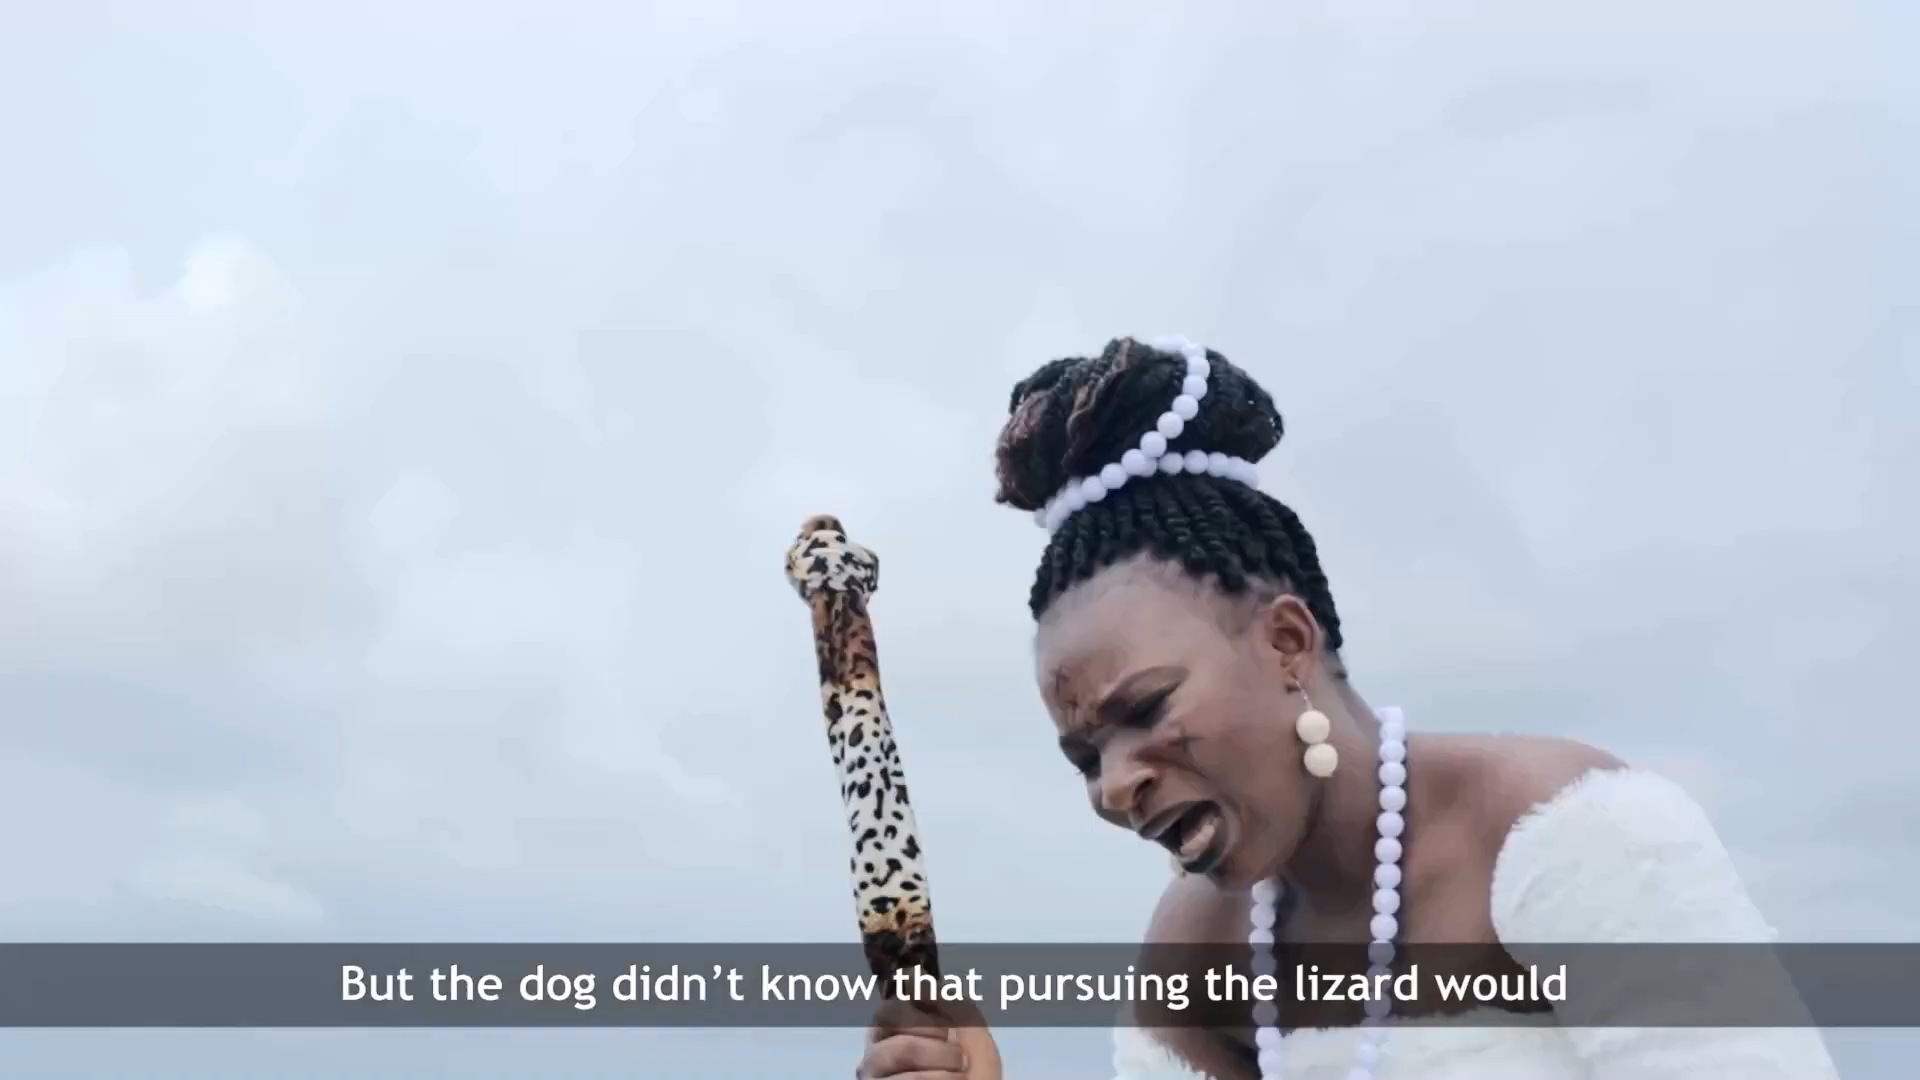 But the dog didn’t know that pursuing the lizard would